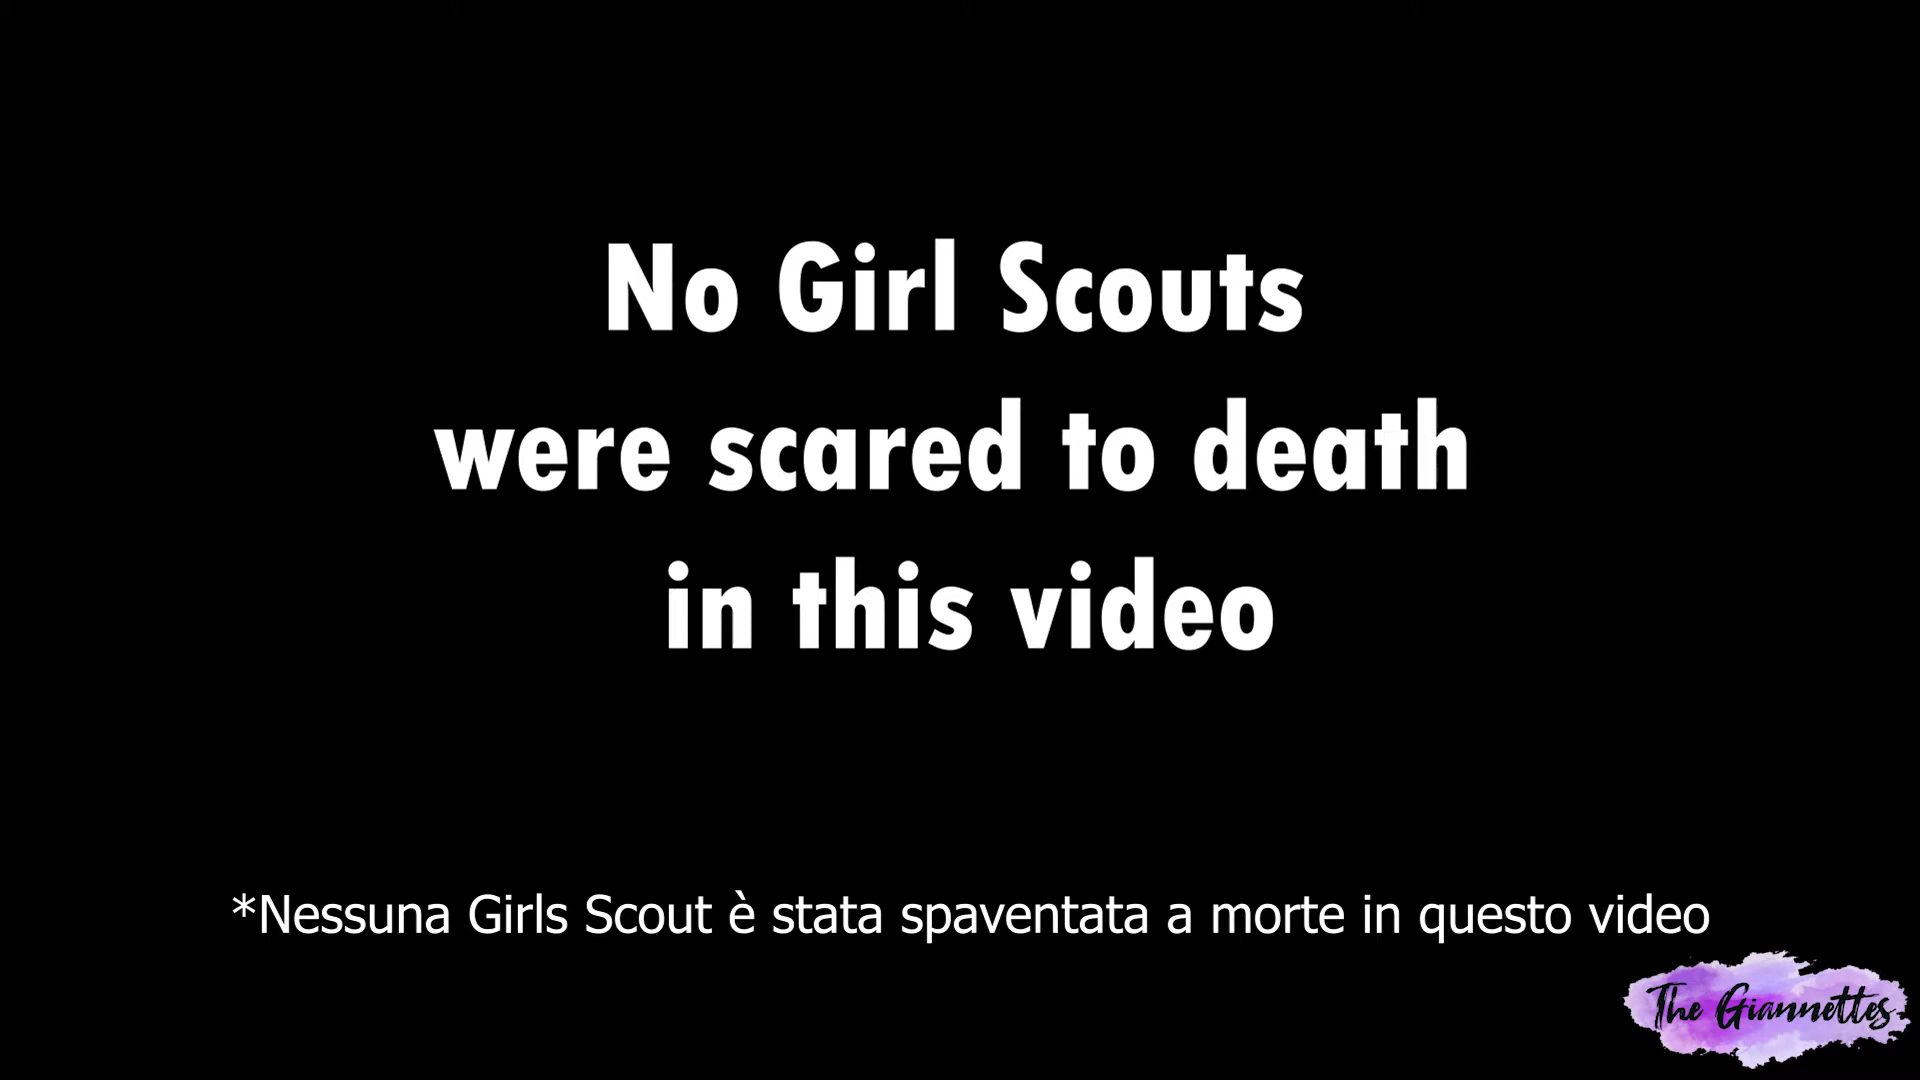 No Girl Scouts
were scared to death
in this video
*Nessuna Girls Scout è stata spaventata a morte in questo video
The Giannettes